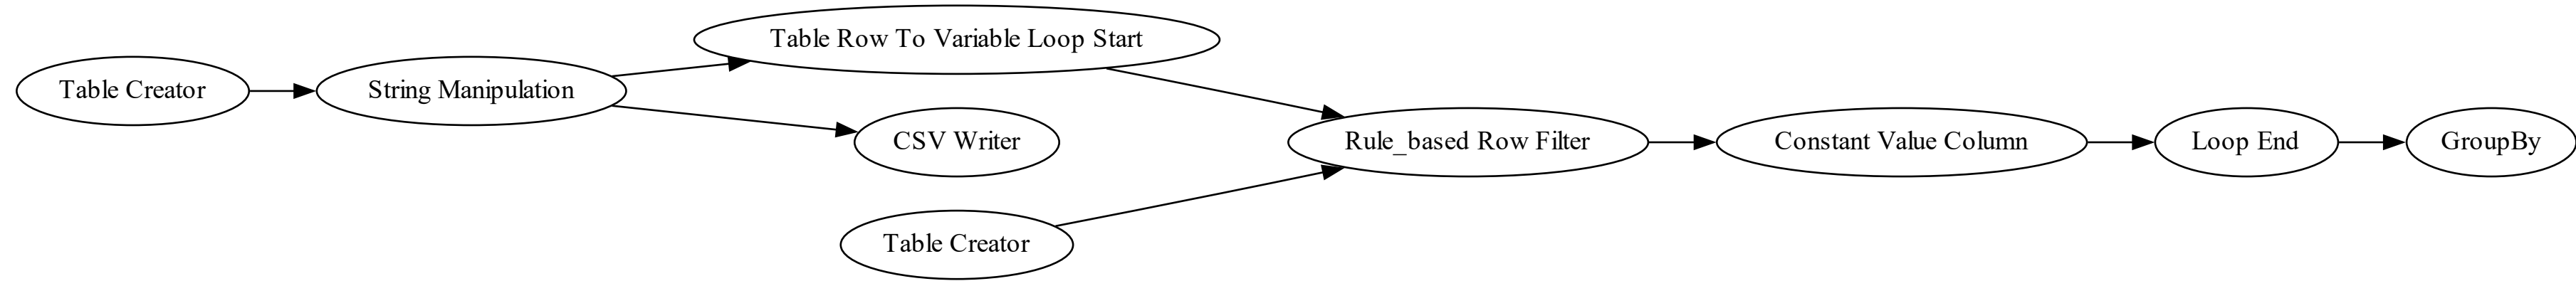 Table Creator
String Manipulation
Table Row To Variable Loop Start
CSV Writer
Table Creator
Rule_based Row Filter
Constant Value Column
Loop End
GroupBy